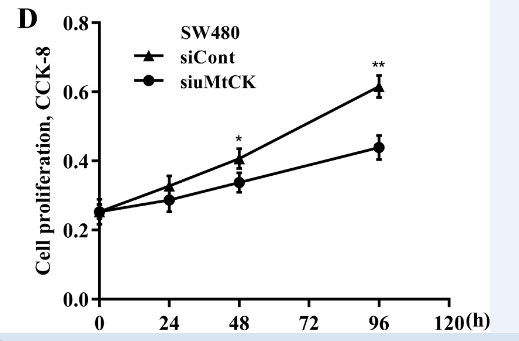 D
SW480
siCont
siuMtCK
Cell proliferation, CCK-8
0.8
0.6
0.4
0.2
0.0
*
**
0 24 48 72 96 120(h)